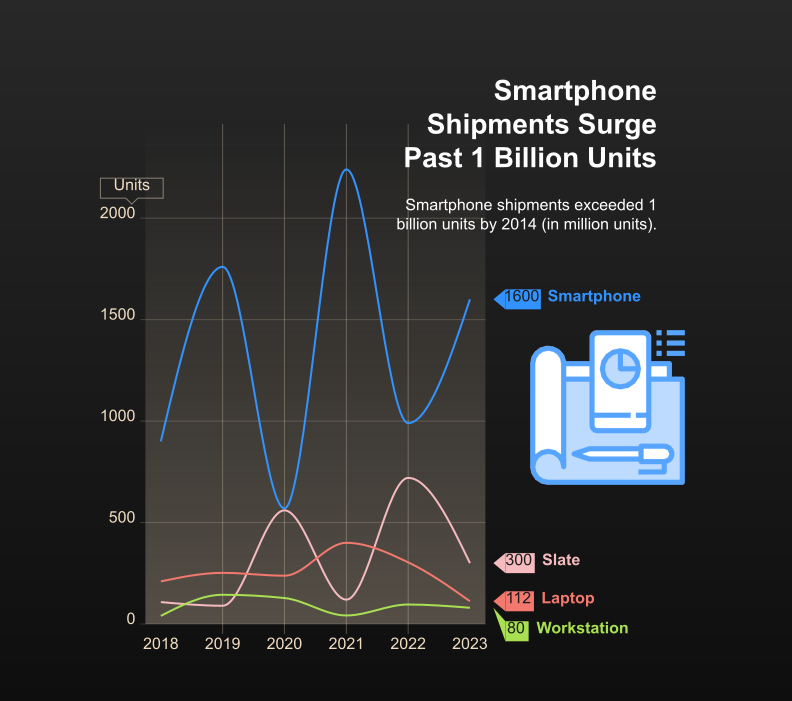 Smartphone
Shipments Surge
Past 1 Billion Units
Smartphone shipments exceeded 1
billion units by 2014 (in million units).
Units
2000
1500
1000
500
0
2018 2019 2020 2021 2022 2023
1600 Smartphone
300 Slate
112 Laptop
80 Workstation